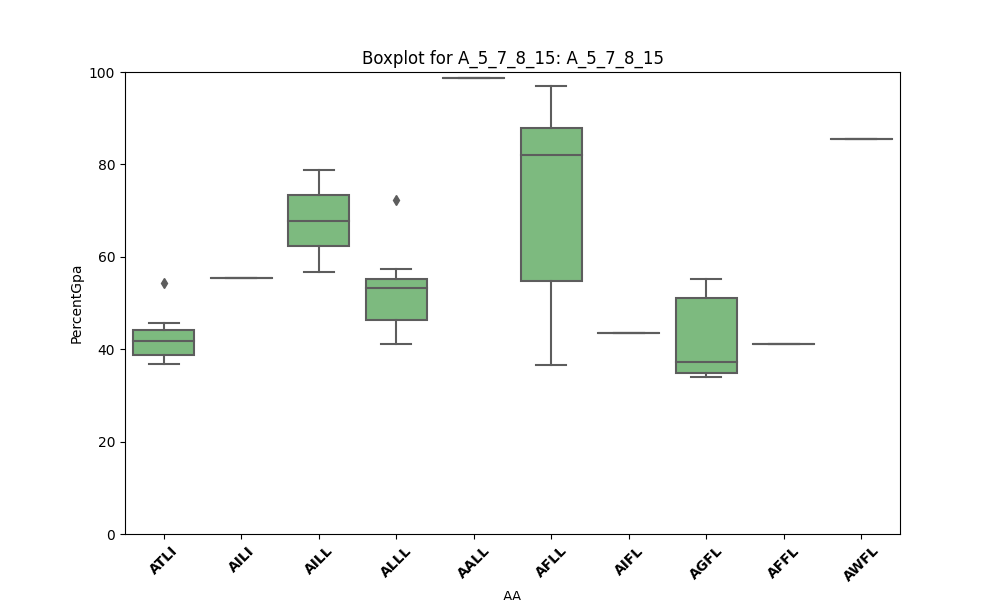 Boxplot for A_5_7_8_15: A_5_7_8_15
PercentGpa
100
80
60
40
20
0
ATLI
AILI
AILL
ALLL
AALL
AFLL
AIFL
AGFL
AFFL
AWFL
AA